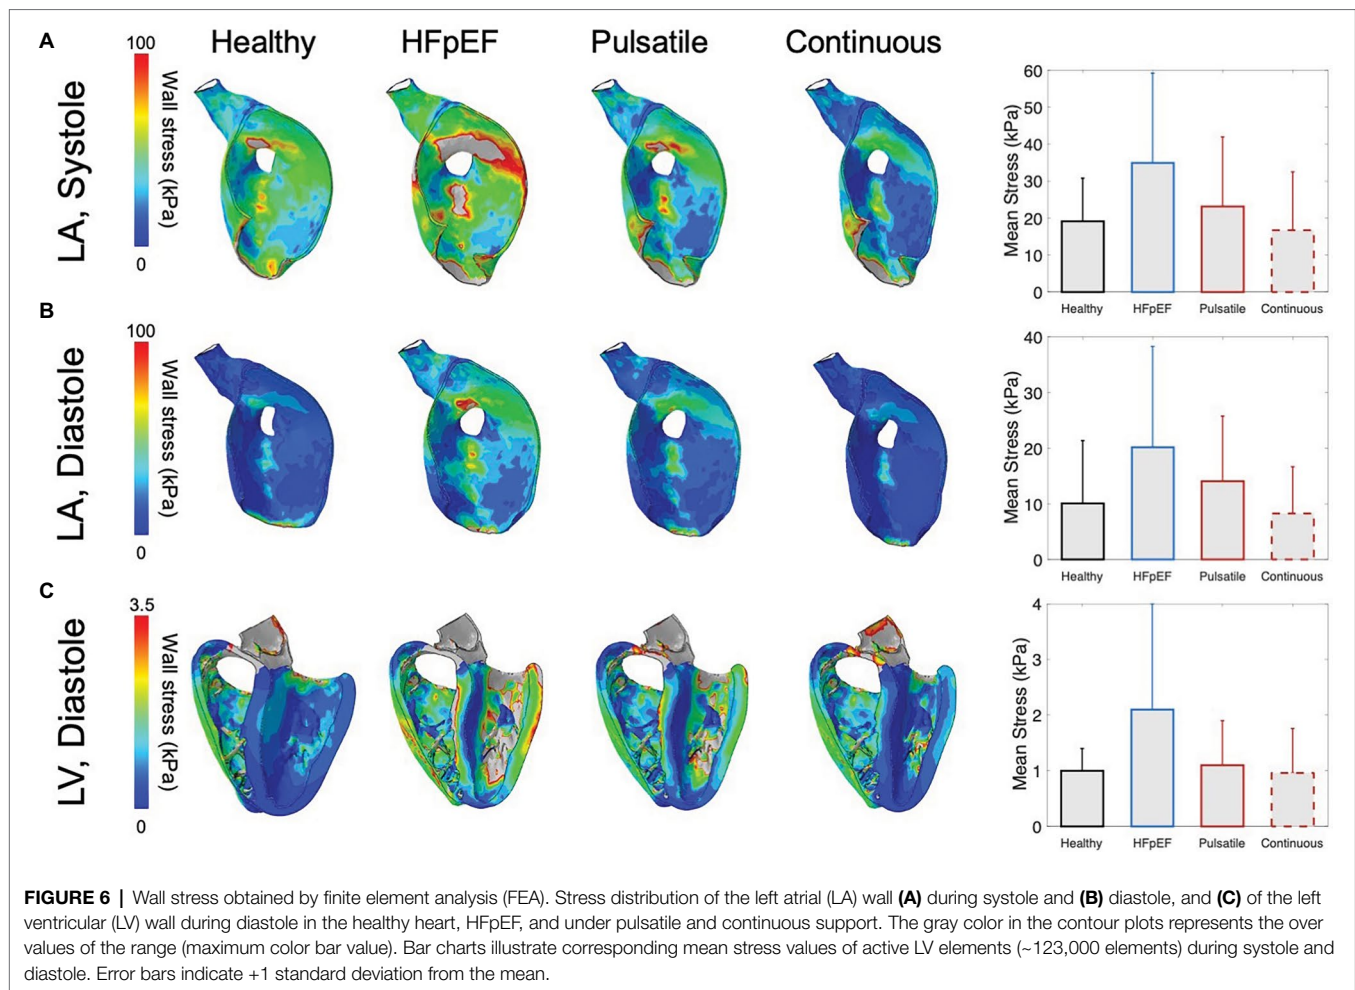 A
Healthy
HFpEF
Pulsatile
Continuous
LA, Systole
100
Wall stress (kPa)
0
60
50
40
30
20
10
0
Mean Stress (kPa)
Healthy
HFpEF
Pulsatile
Continuous
B
LA, Diastole
100
Wall stress (kPa)
0
40
30
20
10
0
Mean Stress (kPa)
Healthy
HFpEF
Pulsatile
Continuous
C
LV, Diastole
3.5
Wall stress (kPa)
0
4
3
2
1
0
Mean Stress (kPa)
Healthy
HFpEF
Pulsatile
Continuous
FIGURE 6 | Wall stress obtained by finite element analysis (FEA). Stress distribution of the left atrial (LA) wall (A) during systole and (B) diastole, and (C) of the left
ventricular (LV) wall during diastole in the healthy heart, HFpEF, and under pulsatile and continuous support. The gray color in the contour plots represents the over
values of the range (maximum color bar value). Bar charts illustrate corresponding mean stress values of active LV elements (~123,000 elements) during systole and
diastole. Error bars indicate +1 standard deviation from the mean.